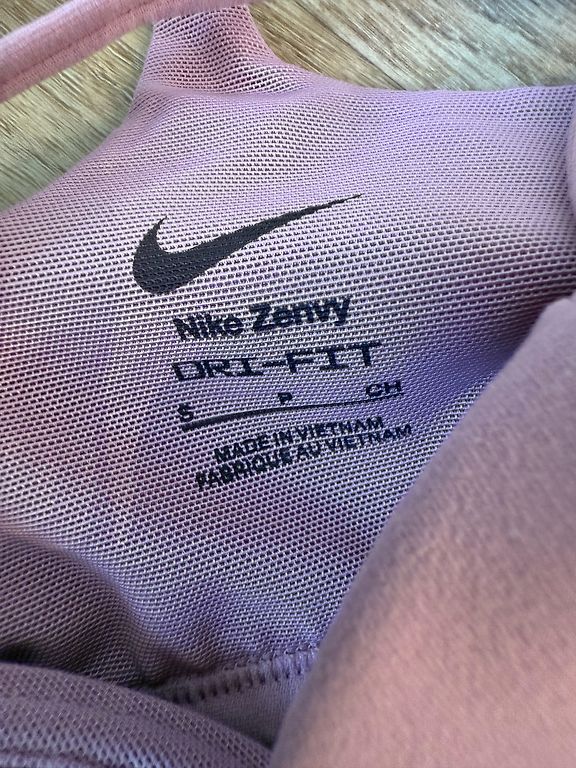 Nike Zenvy
DRI-FIT
S P CH
MADE IN VIETNAM
FABRIQUE AU VIETNAM